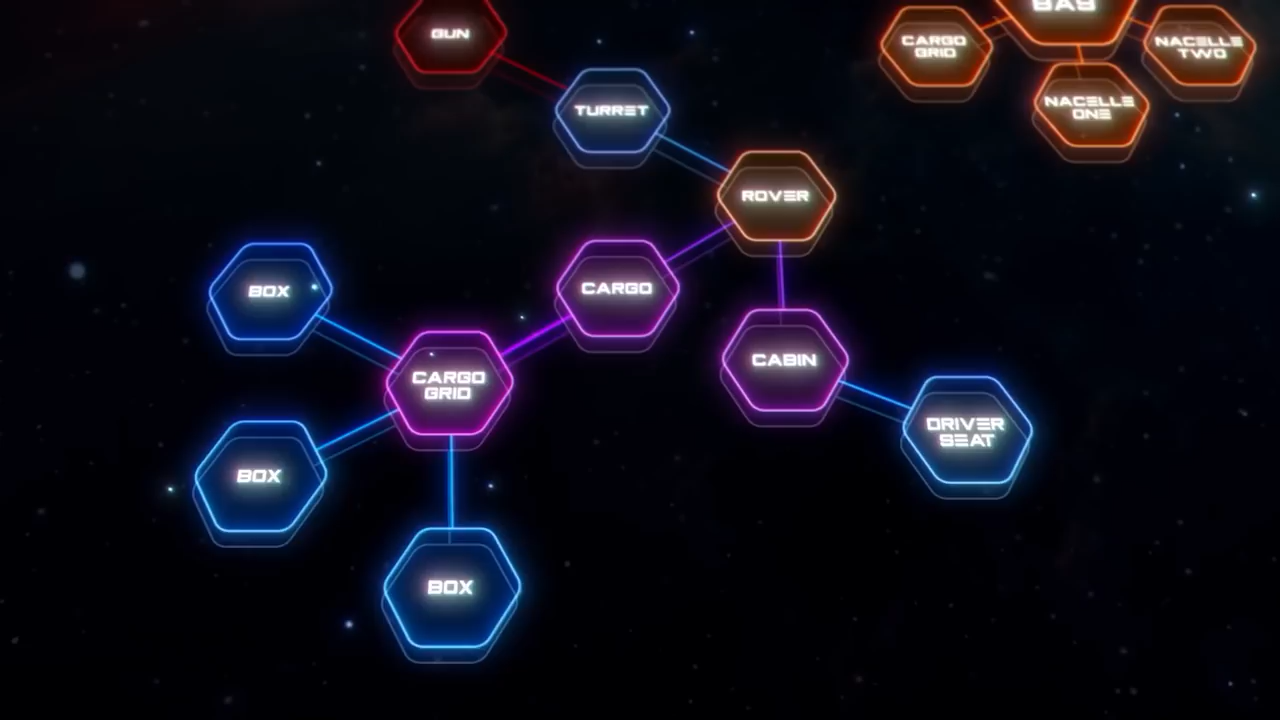 BAY
GUN
CARGO
GRID
NACELLE
TWO
NACELLE
ONE
TURRET
ROVER
BOX
CARGO
CABIN
CARGO
GRID
DRIVER
SEAT
BOX
BOX